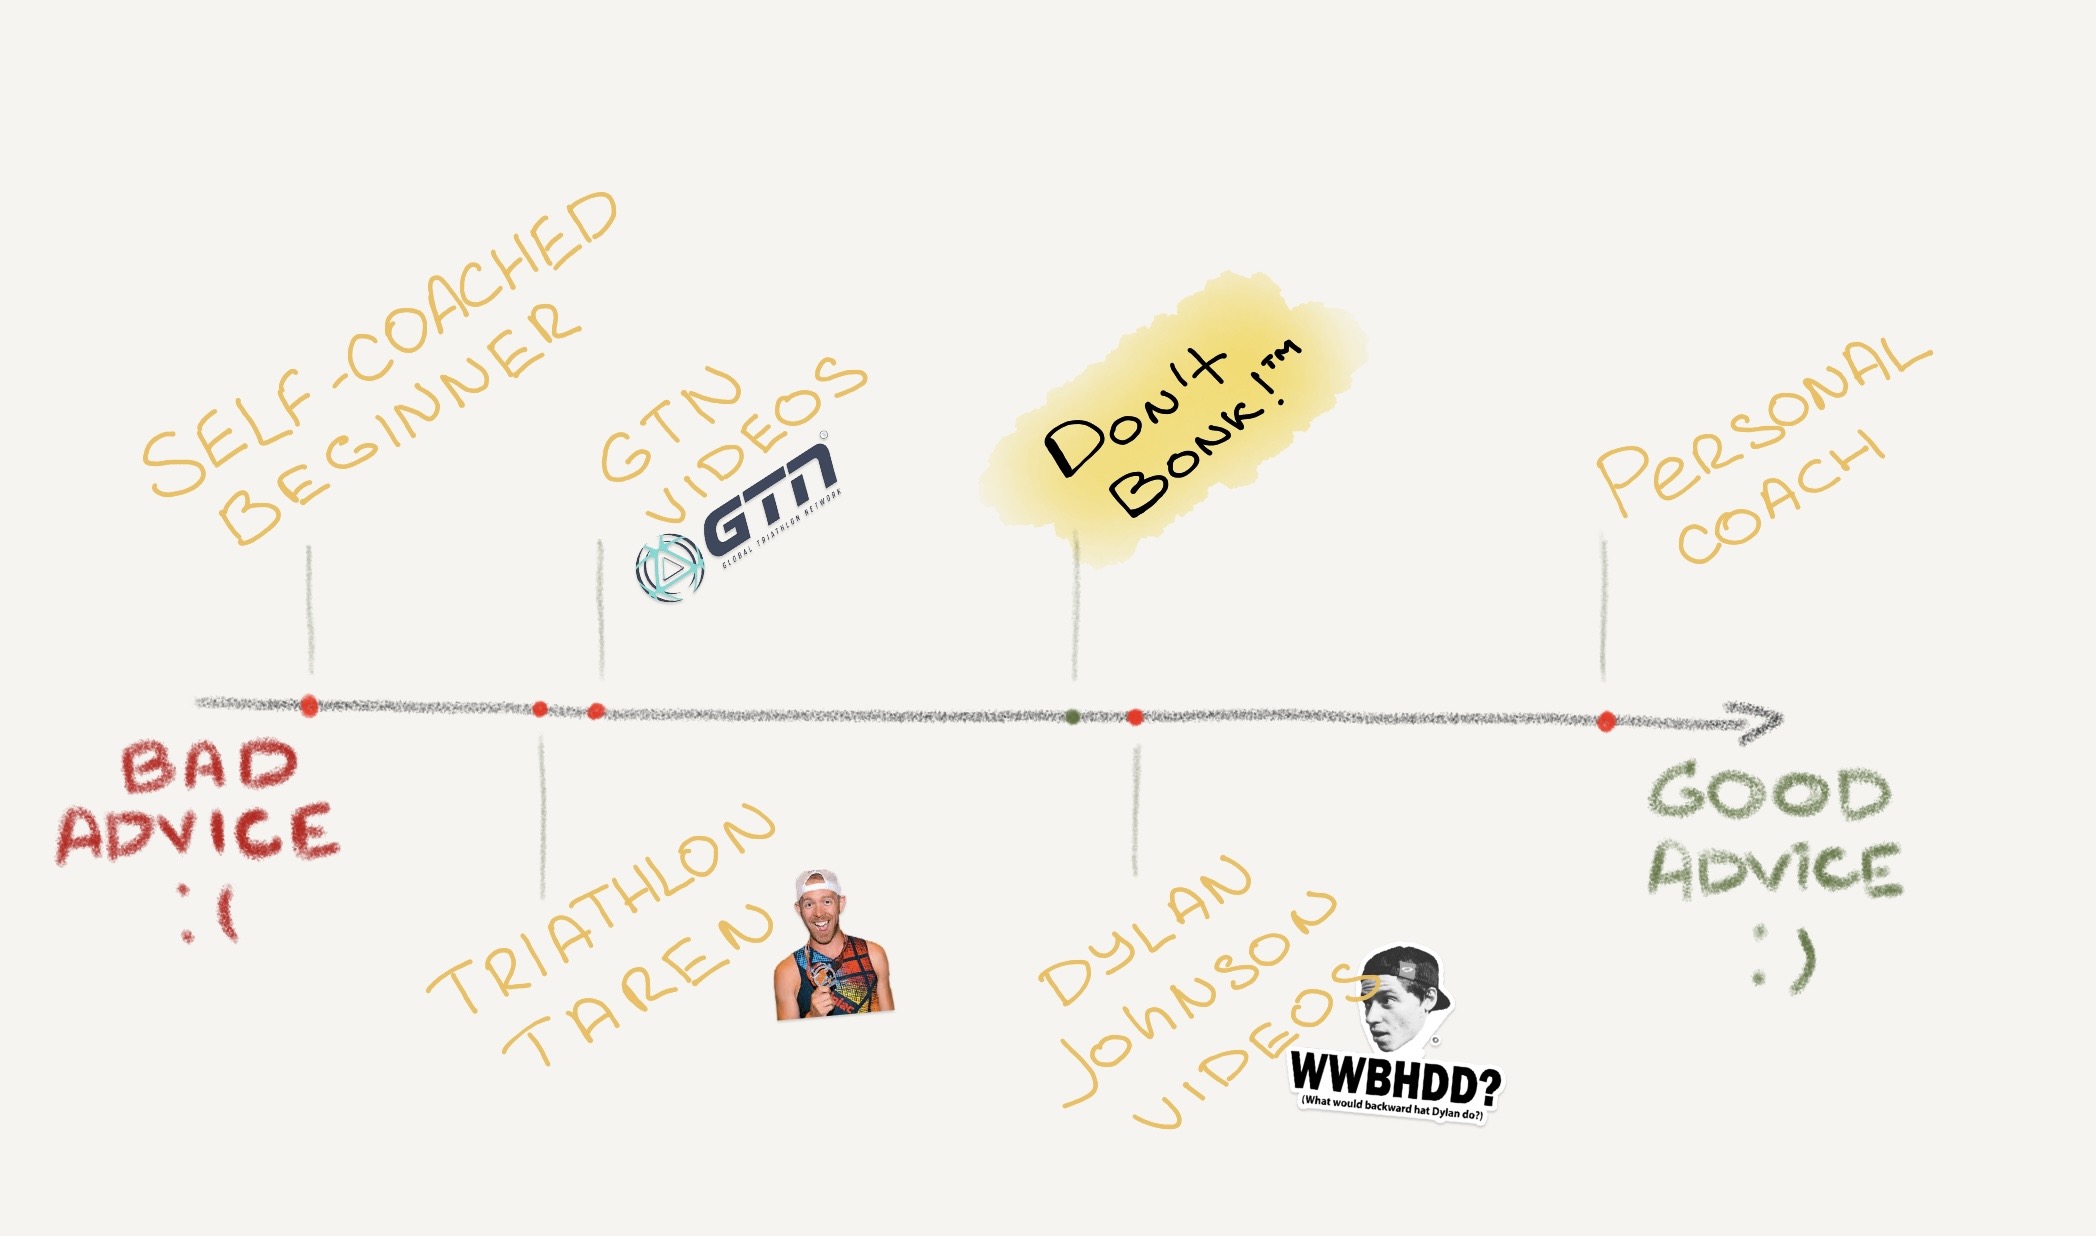 SELF-COACHED
BEGINNER
GTN
VIDEOS
GTN
GLOBAL TRIATHLON NETWORK
Don't
BONK!™
PERSONAL
COACH
BAD
ADVICE
:(
GOOD
ADVICE
:)
TRIATHLON
TAREN
DYLAN
JOhNSON
VIDEOS
WWBHDD?
(What would backward hat Dylan do?)